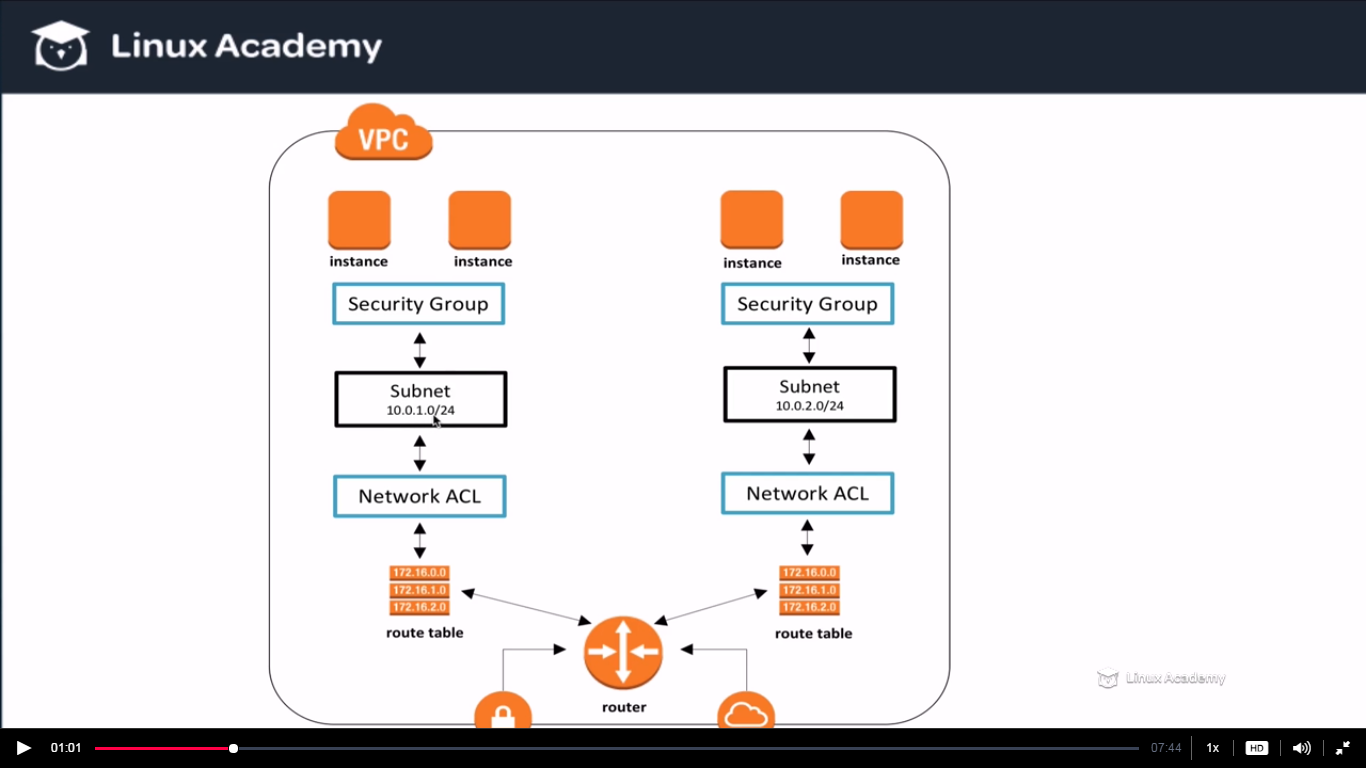 Linux Academy
VPC
instance
instance
instance
instance
Security Group
Security Group
Subnet
10.0.1.0/24
Subnet
10.0.2.0/24
Network ACL
Network ACL
172.16.0.0
172.16.1.0
172.16.2.0
route table
172.16.0.0
172.16.1.0
172.16.2.0
route table
router
Linux Academy
01:01
07:44
1x
HD